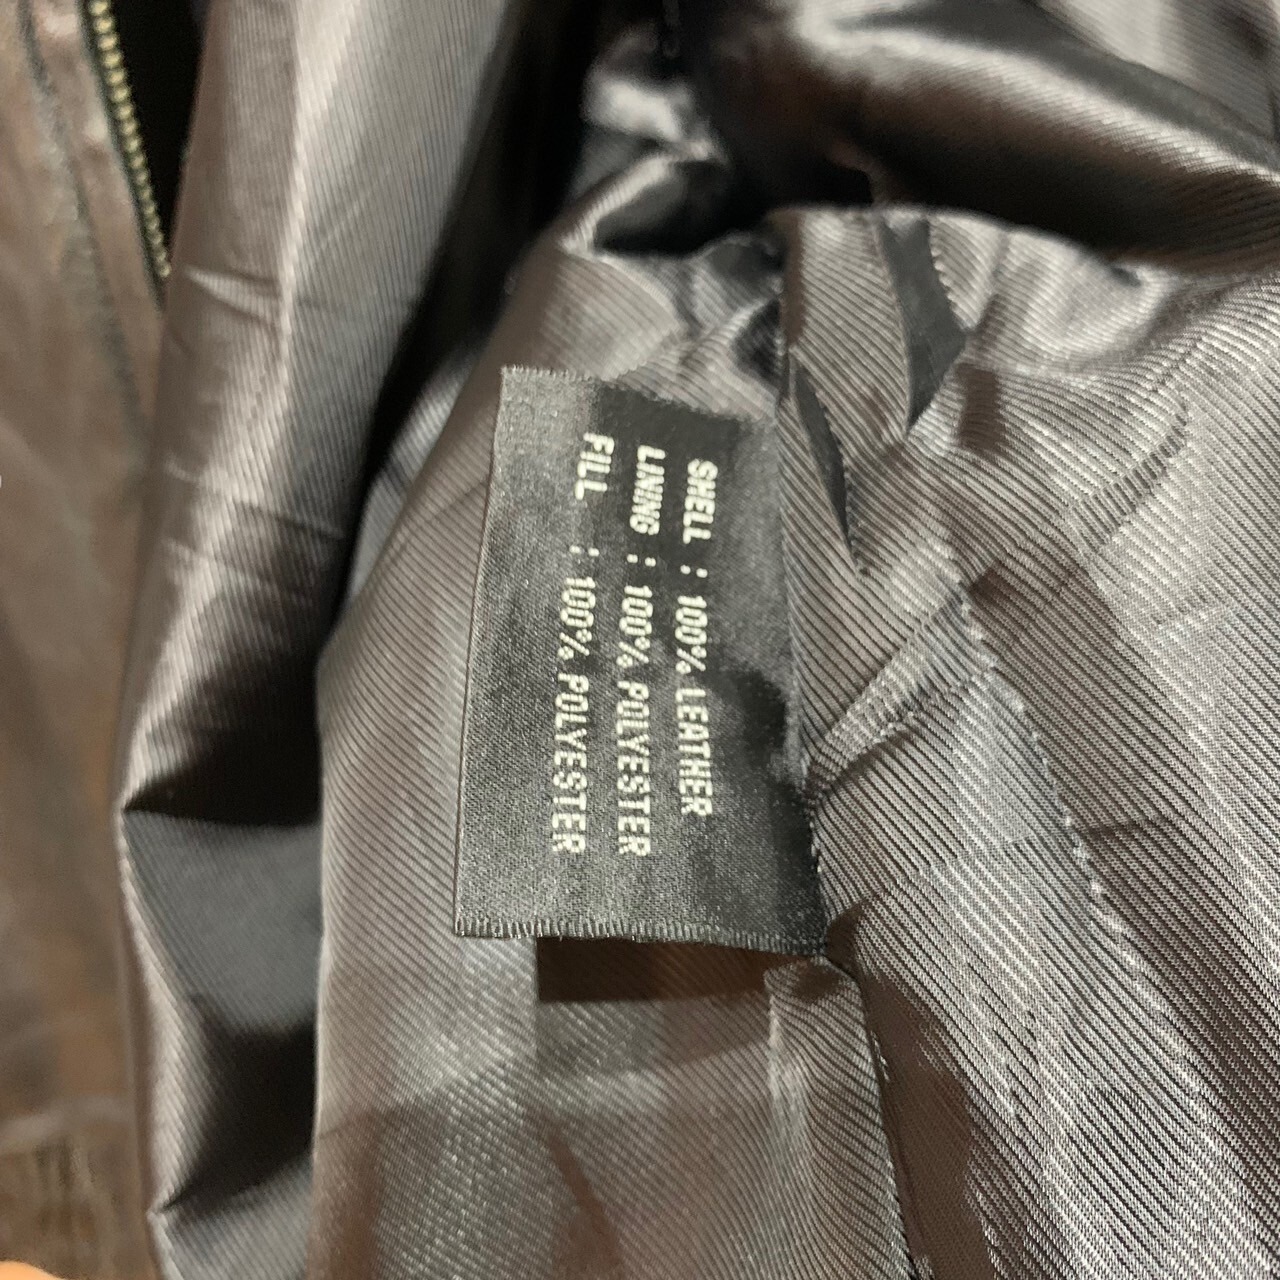 SHELL : 100% LEATHER
LINING : 100% POLYESTER
FILL : 100% POLYESTER